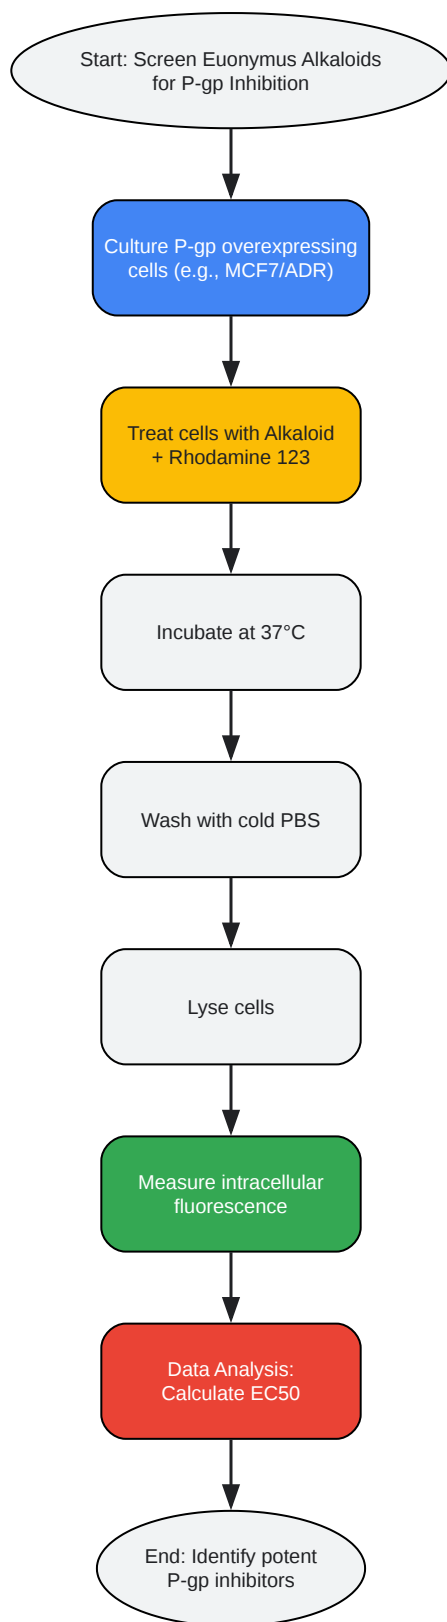 Start: Screen Euonymus Alkaloids
for P-gp Inhibition
Culture P-gp overexpressing
cells (e.g., MCF7/ADR)
Treat cells with Alkaloid
+ Rhodamine 123
Incubate at 37°C
Wash with cold PBS
Lyse cells
Measure intracellular
fluorescence
Data Analysis:
Calculate EC50
End: Identify potent
P-gp inhibitors